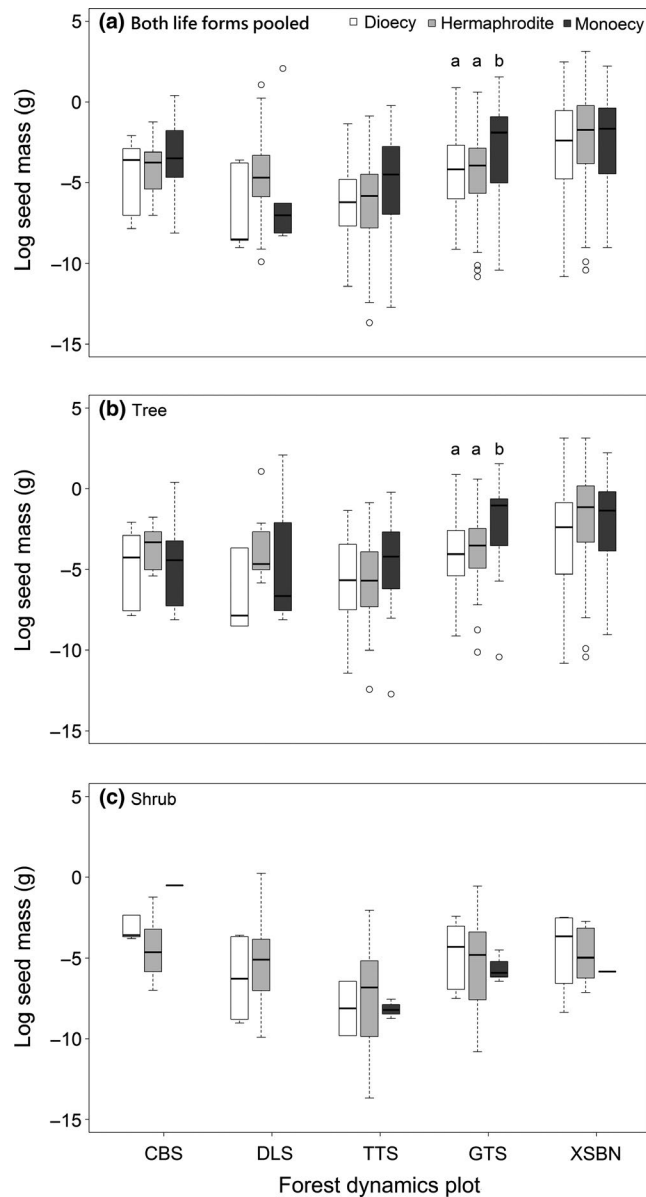 (a) Both life forms pooled
Dioecy Hermaphrodite Monoecy
a a b
5
0
−5
−10
−15
Log seed mass (g)
(b) Tree
a a b
5
0
−5
−10
−15
Log seed mass (g)
(c) Shrub
5
0
−5
−10
−15
Log seed mass (g)
CBS DLS TTS GTS XSBN
Forest dynamics plot